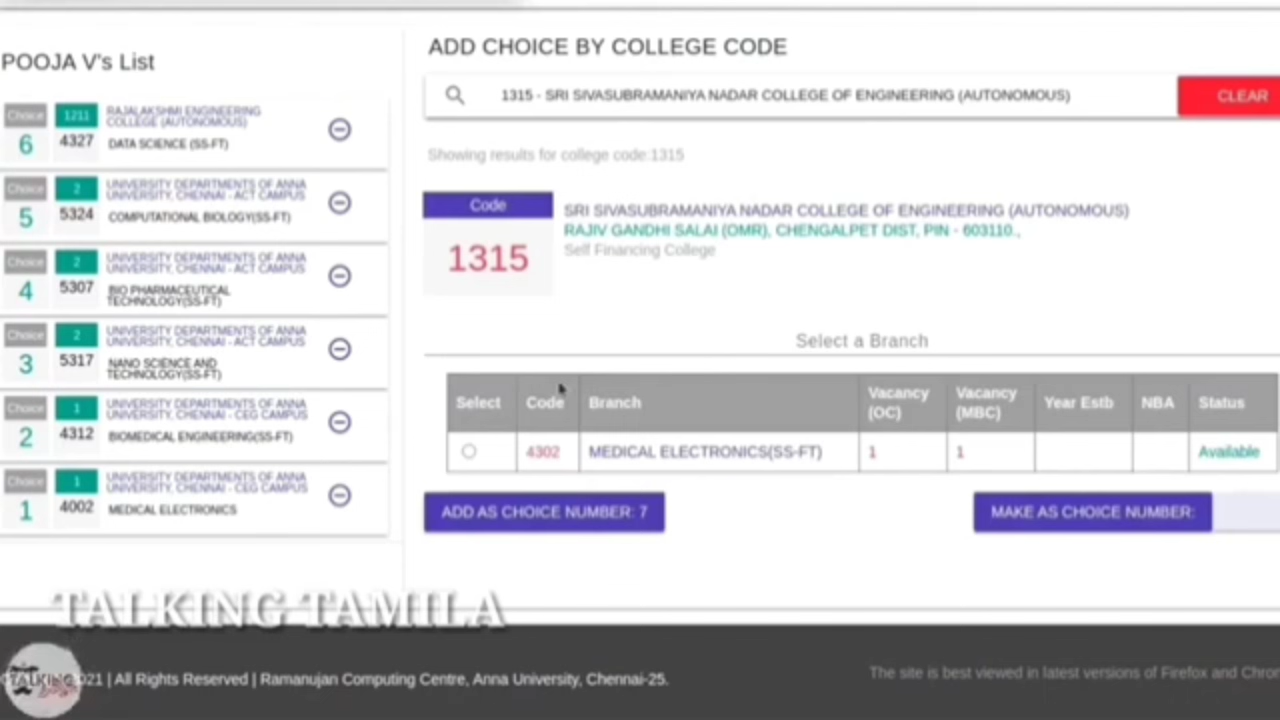 POOJA V's List
Choice 1211 RAJALAKSHMI ENGINEERING
COLLEGE (AUTONOMOUS)
6 4327 DATA SCIENCE (SS-FT)
Choice 2 UNIVERSITY DEPARTMENTS OF ANNA
UNIVERSITY, CHENNAI - ACT CAMPUS
5 5324 COMPUTATIONAL BIOLOGY(SS-FT)
Choice 2 UNIVERSITY DEPARTMENTS OF ANNA
UNIVERSITY, CHENNAI - ACT CAMPUS
4 5307 BIO PHARMACEUTICAL
TECHNOLOGY(SS-FT)
Choice 2 UNIVERSITY DEPARTMENTS OF ANNA
UNIVERSITY, CHENNAI - ACT CAMPUS
3 5317 NANO SCIENCE AND
TECHNOLOGY(SS-FT)
Choice 1 UNIVERSITY DEPARTMENTS OF ANNA
UNIVERSITY, CHENNAI - CEG CAMPUS
2 4312 BIOMEDICAL ENGINEERING(SS-FT)
Choice 1 UNIVERSITY DEPARTMENTS OF ANNA
UNIVERSITY, CHENNAI - CEG CAMPUS
1 4002 MEDICAL ELECTRONICS
ADD CHOICE BY COLLEGE CODE
1315 - SRI SIVASUBRAMANIYA NADAR COLLEGE OF ENGINEERING (AUTONOMOUS) CLEAR
Showing results for college code:1315
Code
1315
SRI SIVASUBRAMANIYA NADAR COLLEGE OF ENGINEERING (AUTONOMOUS)
RAJIV GANDHI SALAI (OMR), CHENGALPET DIST, PIN - 603110.,
Self Financing College
Select a Branch
Select Code Branch Vacancy (OC) Vacancy (MBC) Year Estb NBA Status
4302 MEDICAL ELECTRONICS(SS-FT) 1 1 Available
ADD AS CHOICE NUMBER: 7 MAKE AS CHOICE NUMBER:
TALKING TAMILA
TALKING
021 | All Rights Reserved | Ramanujan Computing Centre, Anna University, Chennai-25.
The site is best viewed in latest versions of Firefox and Chro